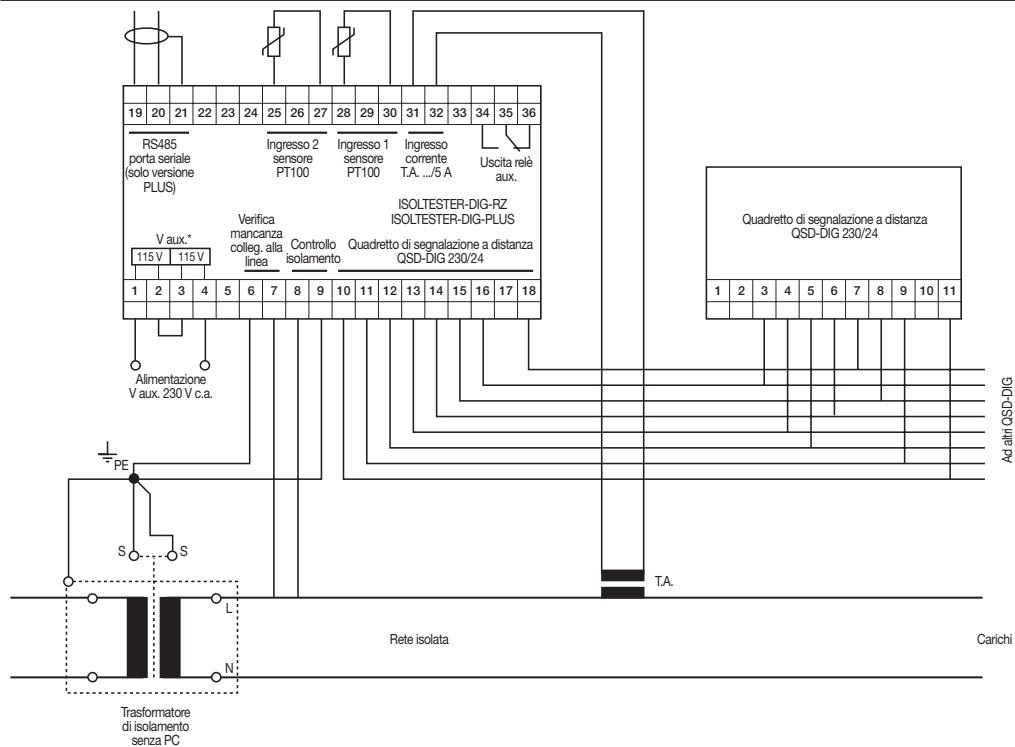 19 20 21 22 23 24 25 26 27 28 29 30 31 32 33 34 35 36
RS485
porta seriale
(solo versione
PLUS)
Ingresso 2
sensore
PT100
Ingresso 1
sensore
PT100
Ingresso
corrente
T.A. .../5 A
Uscita relè
aux.
ISOLTESTER-DIG-RZ
ISOLTESTER-DIG-PLUS
V aux.*
115 V 115 V
Verifica
mancanza
colleg. alla
linea
Controllo
isolamento
Quadretto di segnalazione a distanza
QSD-DIG 230/24
1 2 3 4 5 6 7 8 9 10 11 12 13 14 15 16 17 18
Quadretto di segnalazione a distanza
QSD-DIG 230/24
1 2 3 4 5 6 7 8 9 10 11
Alimentazione
V aux. 230 V c.a.
Ad altri QSD-DIG
PE
S S
T.A.
L
Rete isolata
Carichi
N
Trasformatore
di isolamento
senza PC